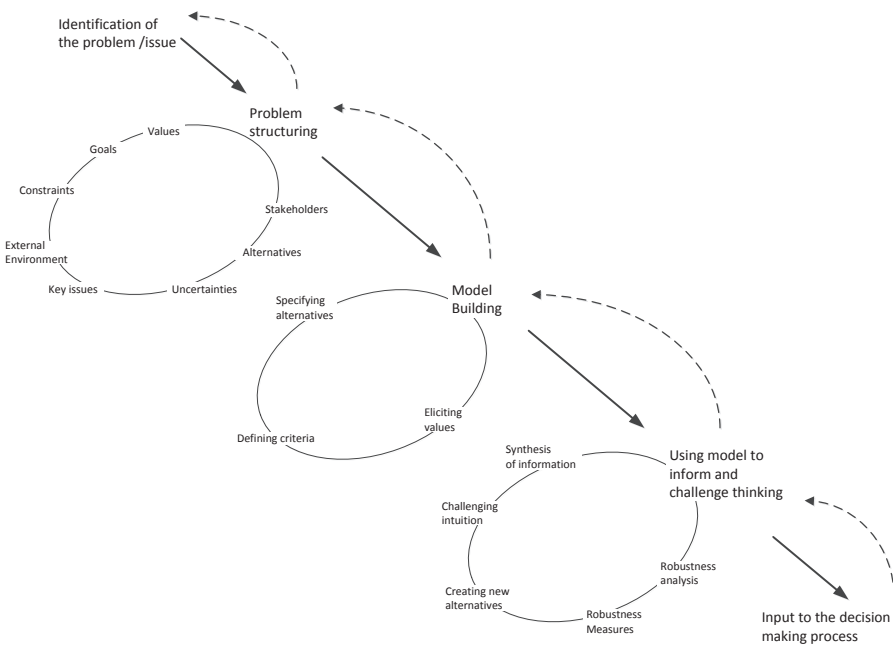 Identification of
the problem /issue
Problem
structuring
Values
Goals
Constraints
External
Environment
Key issues
Uncertainties
Alternatives
Stakeholders
Model
Building
Specifying
alternatives
Defining criteria
Eliciting
values
Using model to
inform and
challenge thinking
Synthesis
of information
Challenging
intuition
Creating new
alternatives
Robustness
Measures
Robustness
analysis
Input to the decision
making process